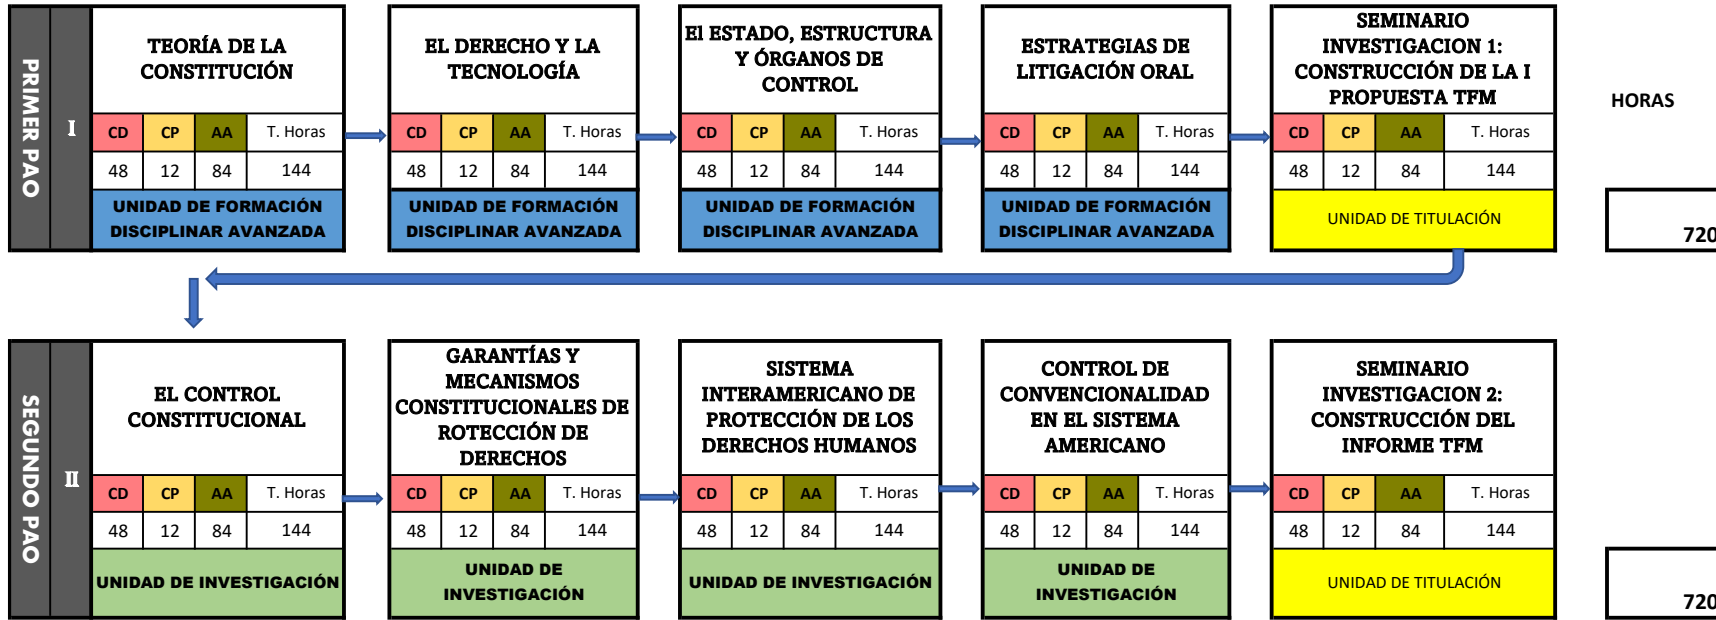 PRIMER PAO
I
TEORÍA DE LA
CONSTITUCIÓN
CD CP AA T. Horas
48 12 84 144
UNIDAD DE FORMACIÓN
DISCIPLINAR AVANZADA
EL DERECHO Y LA
TECNOLOGÍA
CD CP AA T. Horas
48 12 84 144
UNIDAD DE FORMACIÓN
DISCIPLINAR AVANZADA
El ESTADO, ESTRUCTURA
Y ÓRGANOS DE
CONTROL
CD CP AA T. Horas
48 12 84 144
UNIDAD DE FORMACIÓN
DISCIPLINAR AVANZADA
ESTRATEGIAS DE
LITIGACIÓN ORAL
CD CP AA T. Horas
48 12 84 144
UNIDAD DE FORMACIÓN
DISCIPLINAR AVANZADA
SEMINARIO
INVESTIGACION 1:
CONSTRUCCIÓN DE LA I
PROPUESTA TFM
CD CP AA T. Horas
48 12 84 144
UNIDAD DE TITULACIÓN
HORAS
720
SEGUNDO PAO
II
EL CONTROL
CONSTITUCIONAL
CD CP AA T. Horas
48 12 84 144
UNIDAD DE INVESTIGACIÓN
GARANTÍAS Y
MECANISMOS
CONSTITUCIONALES DE
ROTECCIÓN DE
DERECHOS
CD CP AA T. Horas
48 12 84 144
UNIDAD DE
INVESTIGACIÓN
SISTEMA
INTERAMERICANO DE
PROTECCIÓN DE LOS
DERECHOS HUMANOS
CD CP AA T. Horas
48 12 84 144
UNIDAD DE INVESTIGACIÓN
CONTROL DE
CONVENCIONALIDAD
EN EL SISTEMA
AMERICANO
CD CP AA T. Horas
48 12 84 144
UNIDAD DE
INVESTIGACIÓN
SEMINARIO
INVESTIGACION 2:
CONSTRUCCIÓN DEL
INFORME TFM
CD CP AA T. Horas
48 12 84 144
UNIDAD DE TITULACIÓN
720